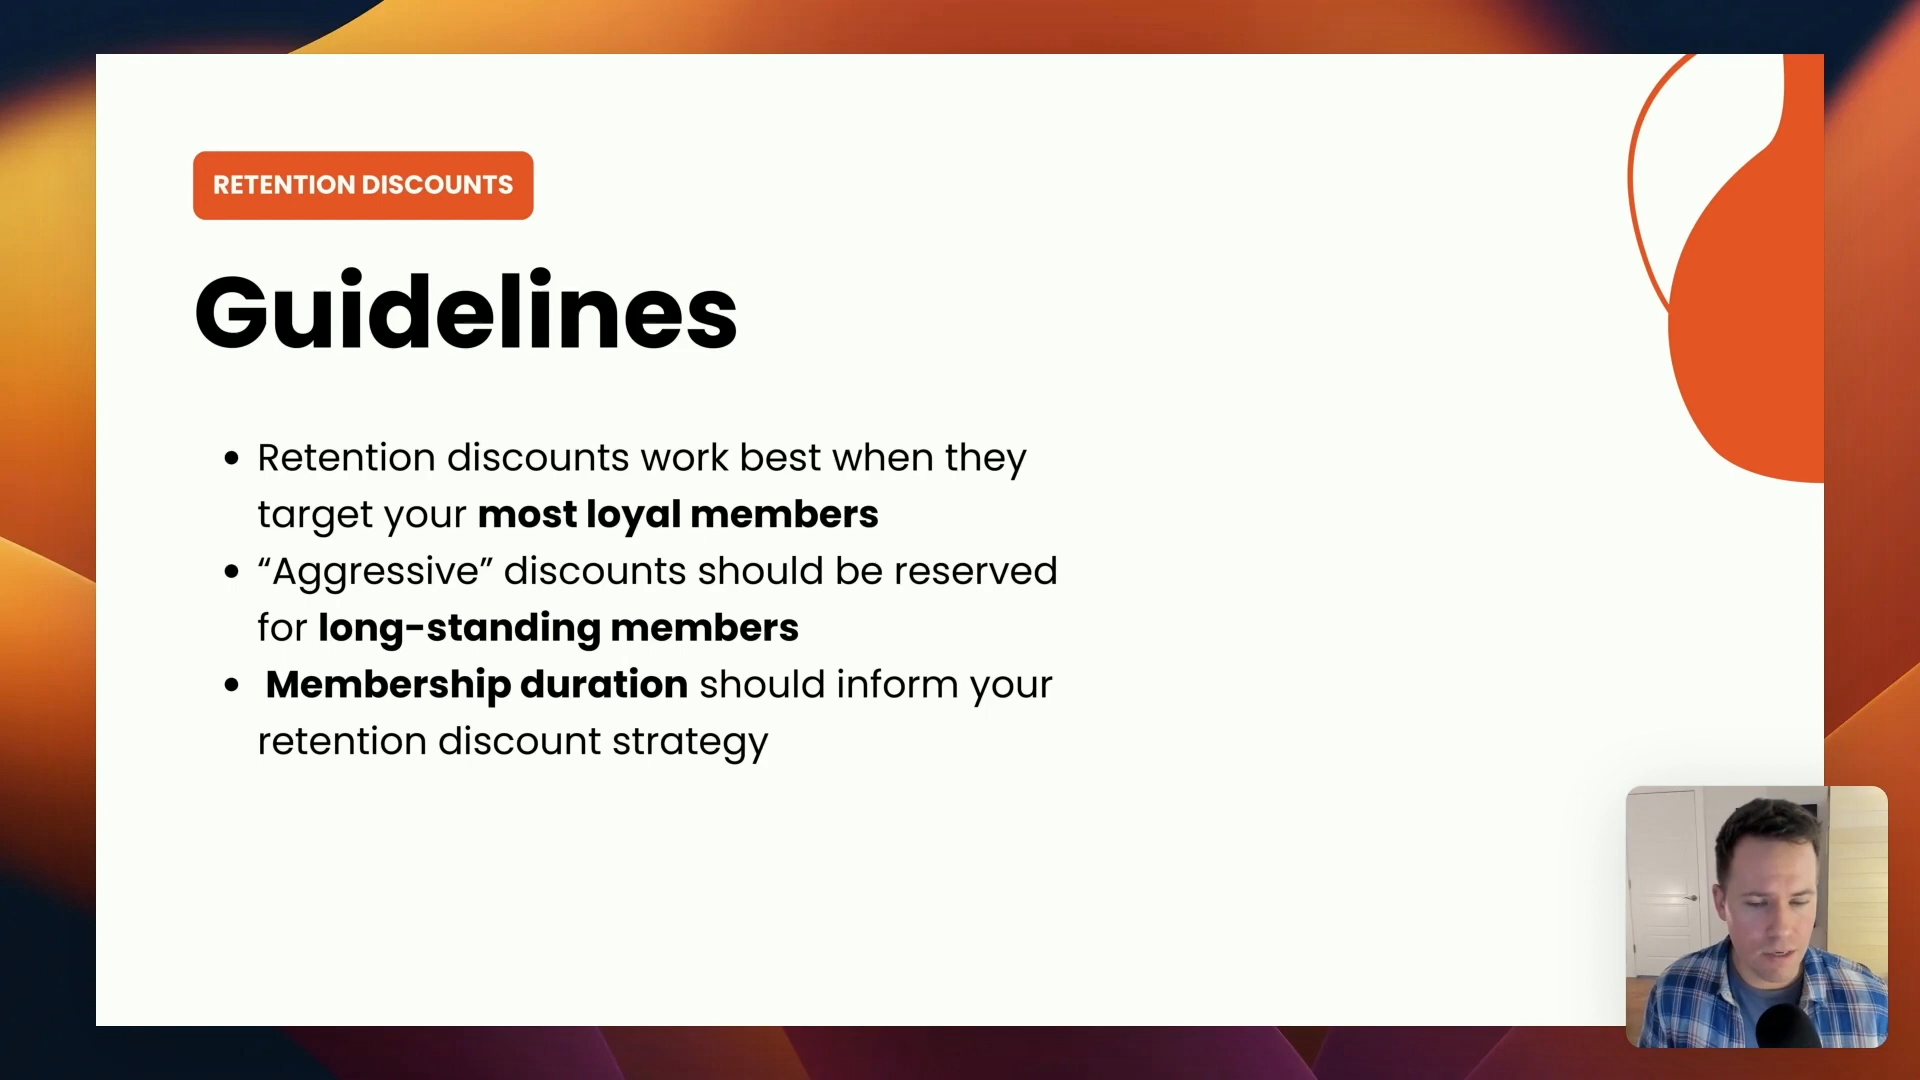 RETENTION DISCOUNTS
Guidelines
• Retention discounts work best when they
target your most loyal members
• “Aggressive” discounts should be reserved
for long-standing members
• Membership duration should inform your
retention discount strategy